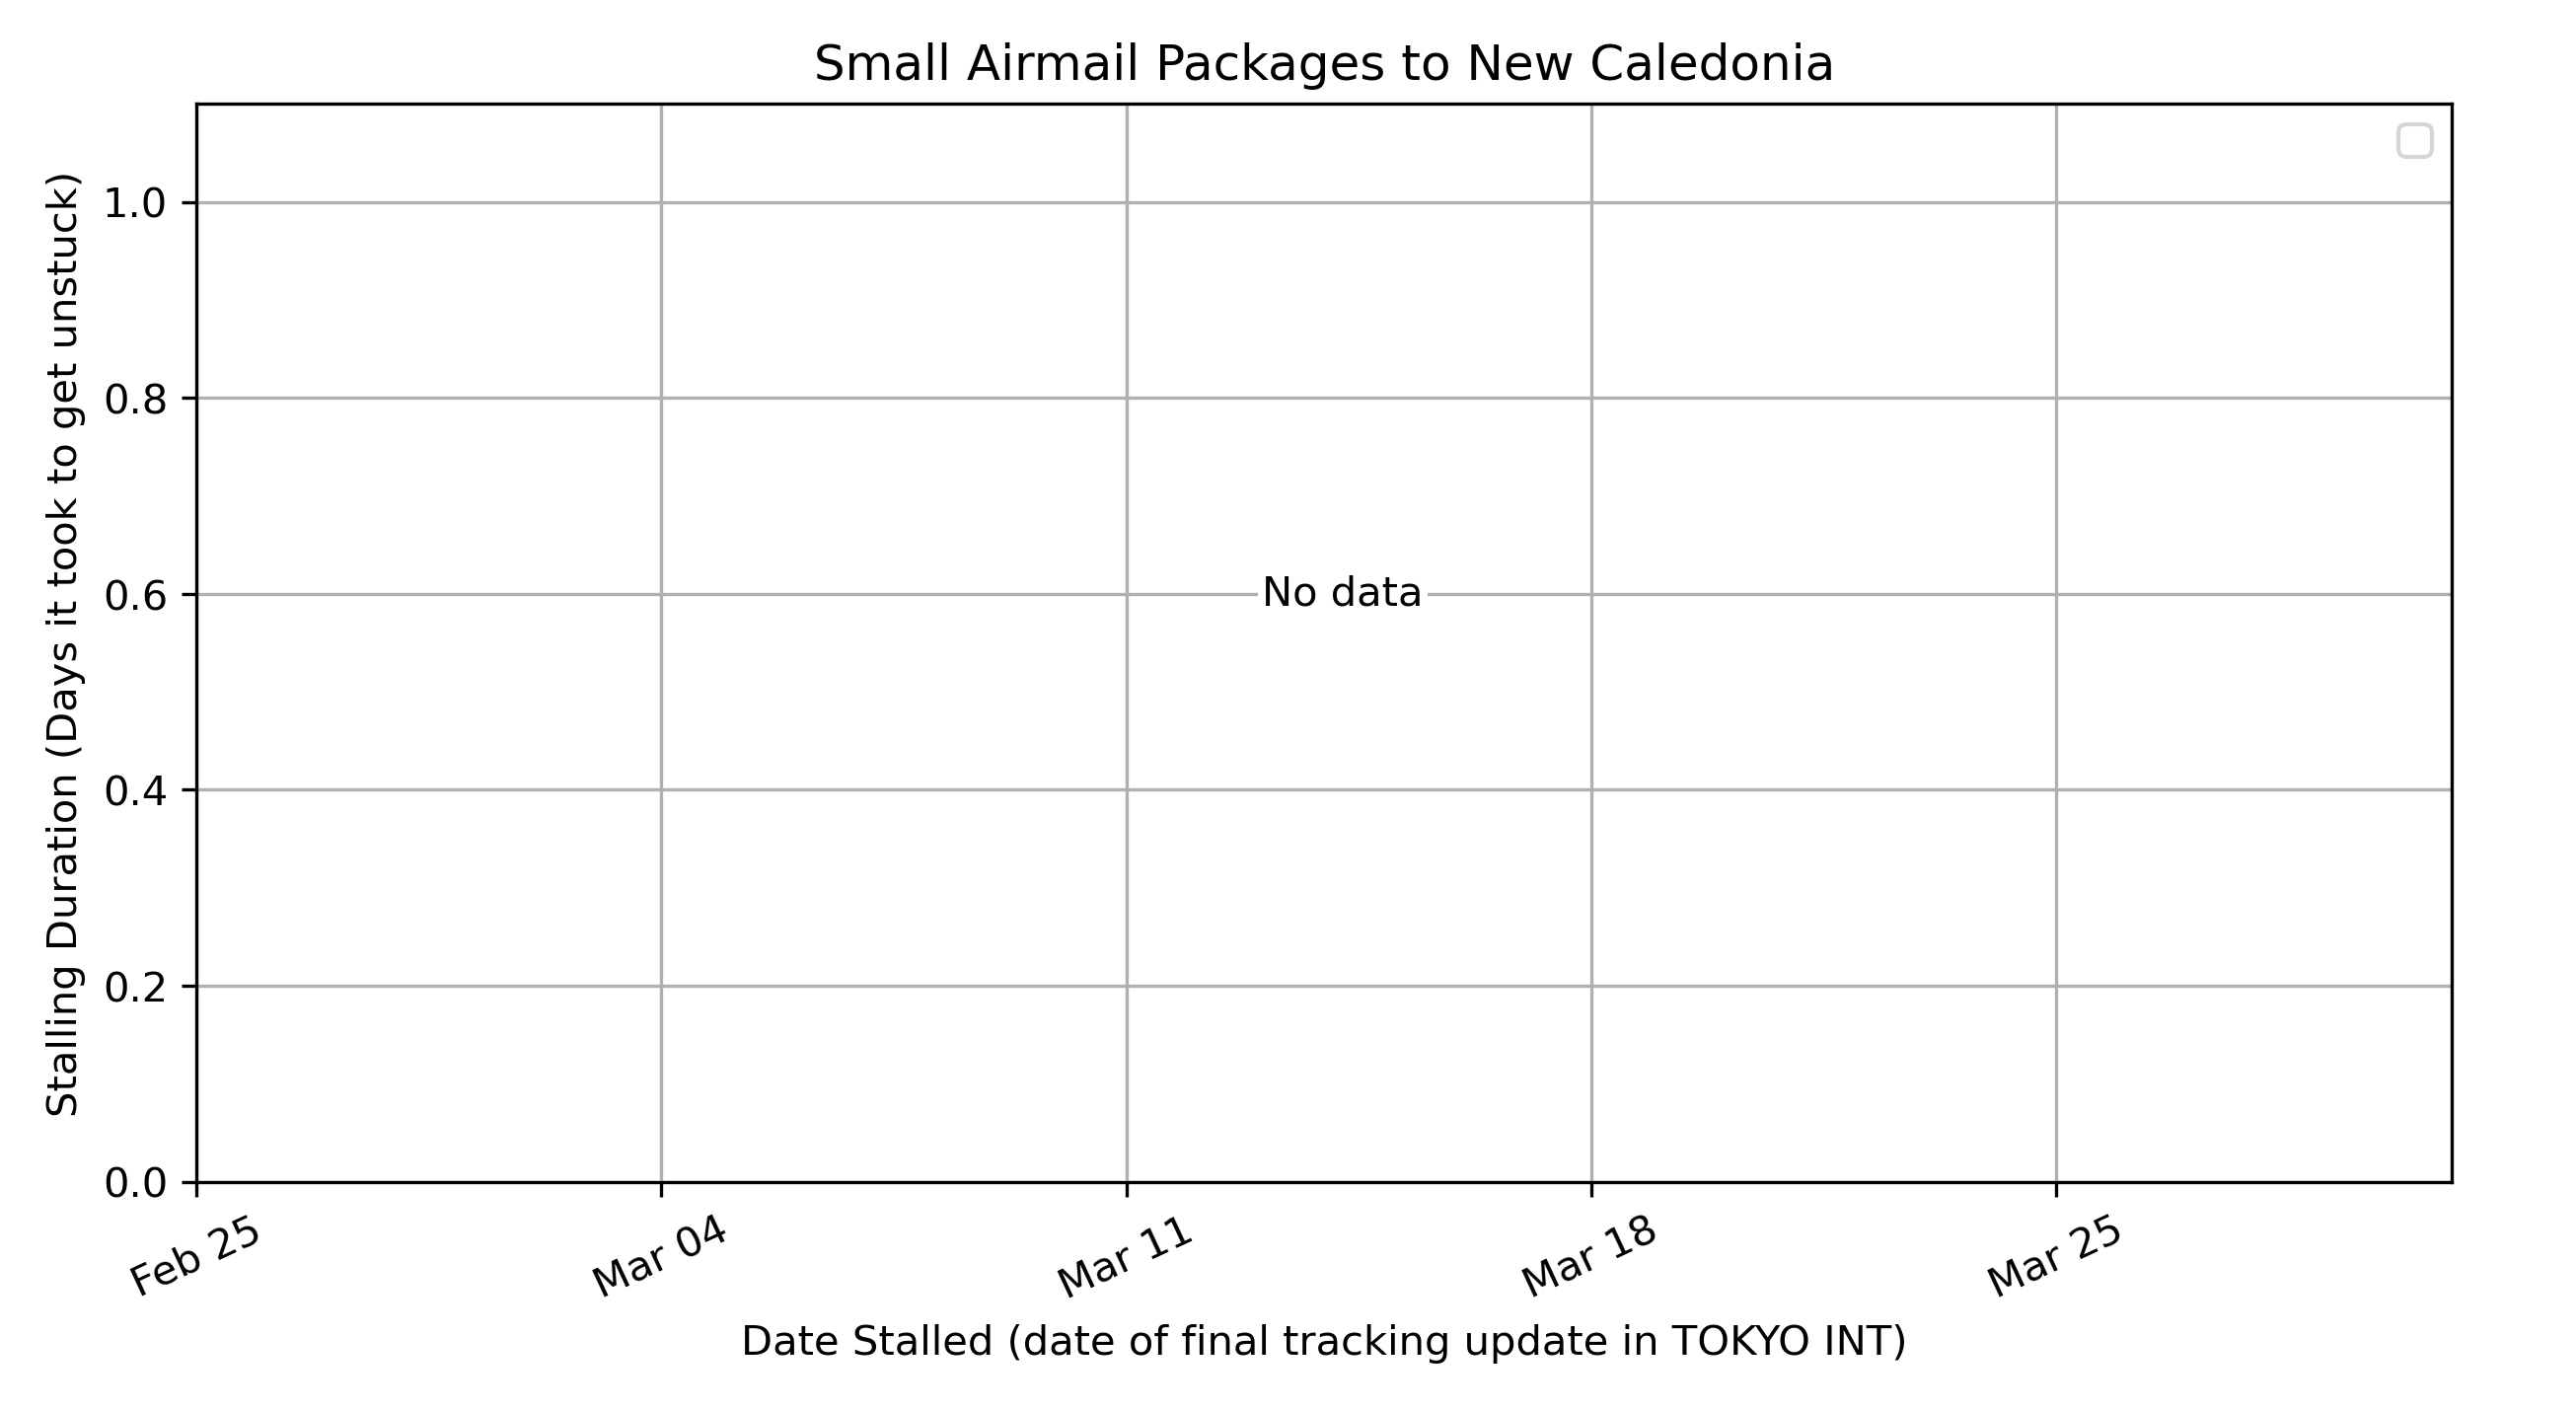 Small Airmail Packages to New Caledonia
Stalling Duration (Days it took to get unstuck)
1.0
0.8
0.6
0.4
0.2
0.0
No data
Feb 25
Mar 04
Mar 11
Mar 18
Mar 25
Date Stalled (date of final tracking update in TOKYO INT)